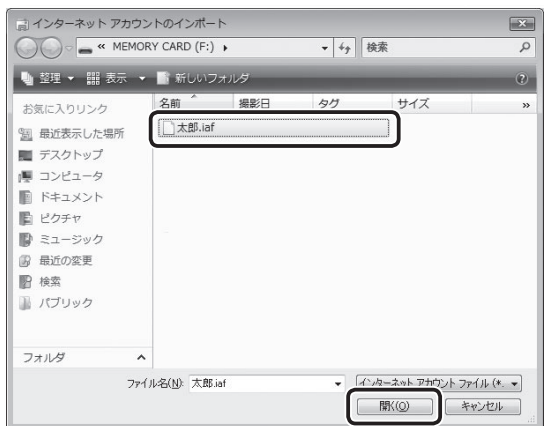 インターネット アカウントのインポート
« MEMORY CARD (F:) ▸ 検索
整理 ▼ 表示 ▼ 新しいフォルダ
お気に入りリンク
最近表示した場所
デスクトップ
コンピュータ
ドキュメント
ピクチャ
ミュージック
最近の変更
検索
パブリック
フォルダ
名前 撮影日 タグ サイズ »
太郎.iaf
ファイル名(N): 太郎.iaf
インターネット アカウント ファイル (*.
開く(O) キャンセル